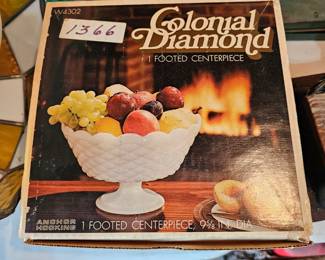 W4302
1366
Colonial
Diamond
1 FOOTED CENTERPIECE
ANCHOR
HOCKING
1 FOOTED CENTERPIECE, 9¾ IN. DIA.